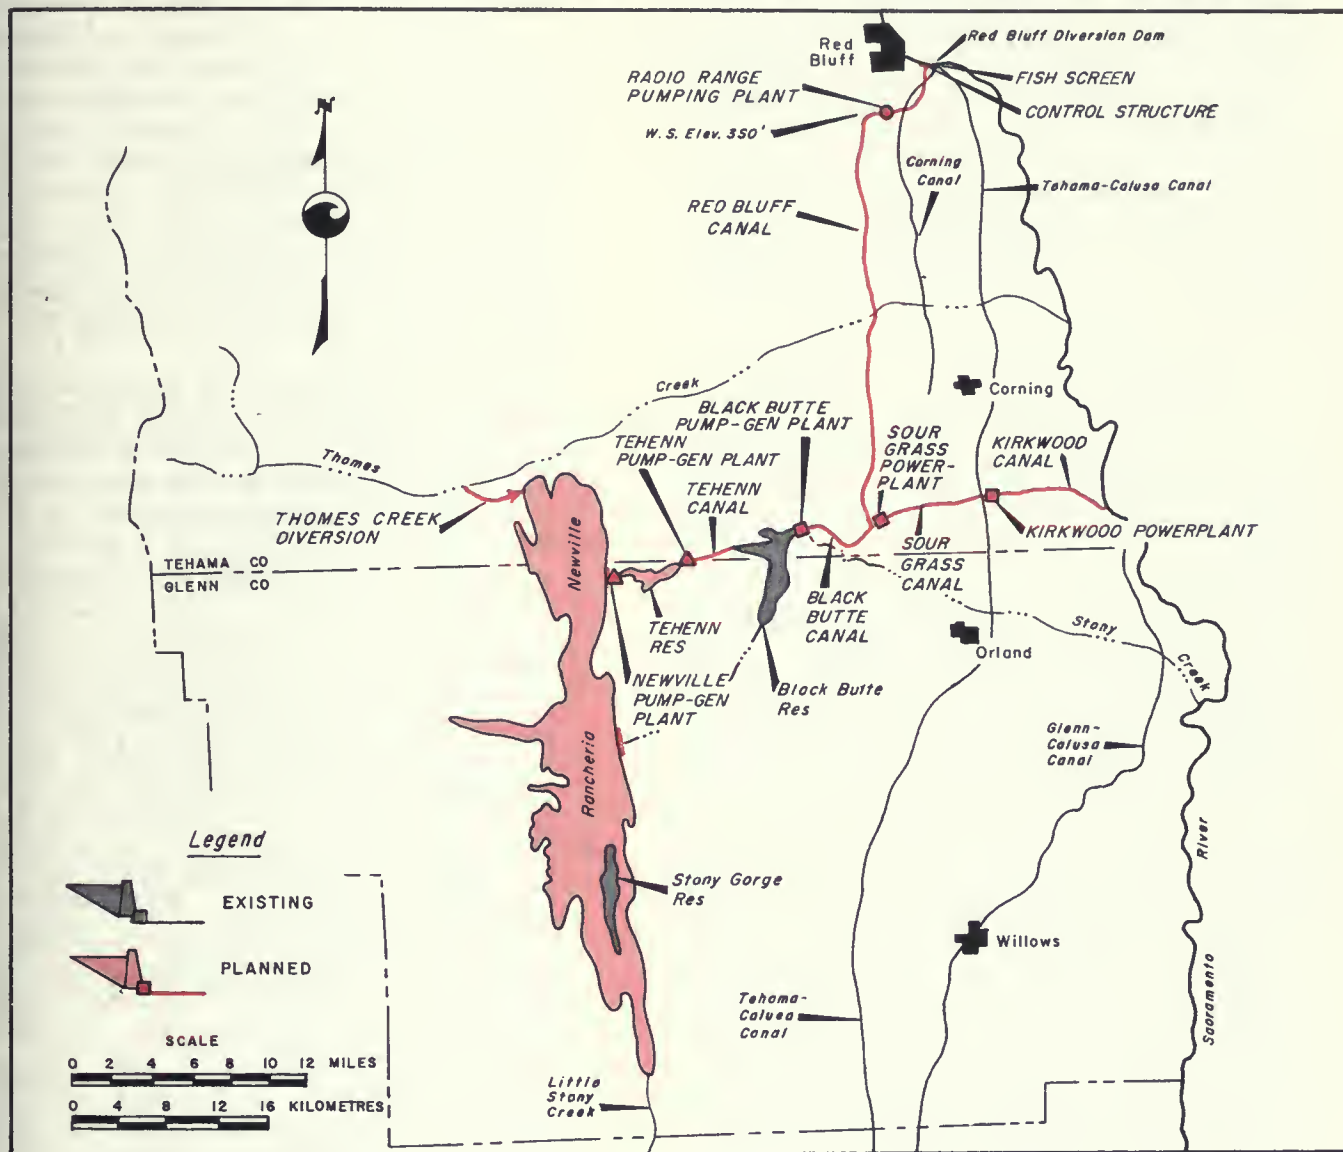 Red
Bluff
Red Bluff Diversion Dam
FISH SCREEN
CONTROL STRUCTURE
RADIO RANGE
PUMPING PLANT
W. S. Elev. 350'
N
Corning
Canal
Tehama-Colusa Canal
RED BLUFF
CANAL
Creek
Thomes
Corning
BLACK BUTTE
PUMP-GEN PLANT
TEHENN
PUMP-GEN PLANT
TEHENN
CANAL
SOUR
GRASS
POWER-
PLANT
KIRKWOOD
CANAL
THOMES CREEK
DIVERSION
KIRKWOOD POWERPLANT
SOUR
GRASS
CANAL
TEHAMA CO
GLENN CO
Newville
TEHENN
RES
BLACK
BUTTE
CANAL
Stony
Creek
Orland
NEWVILLE
PUMP-GEN
PLANT
Black Butte
Res
Glenn-
Colusa
Canal
Rancheria
Legend
EXISTING
PLANNED
Stony Gorge
Res
River
Sacramento
Willows
Tehama-
Colusa
Canal
SCALE
0 2 4 6 8 10 12 MILES
0 4 8 12 16 KILOMETRES
Little
Stony
Creek